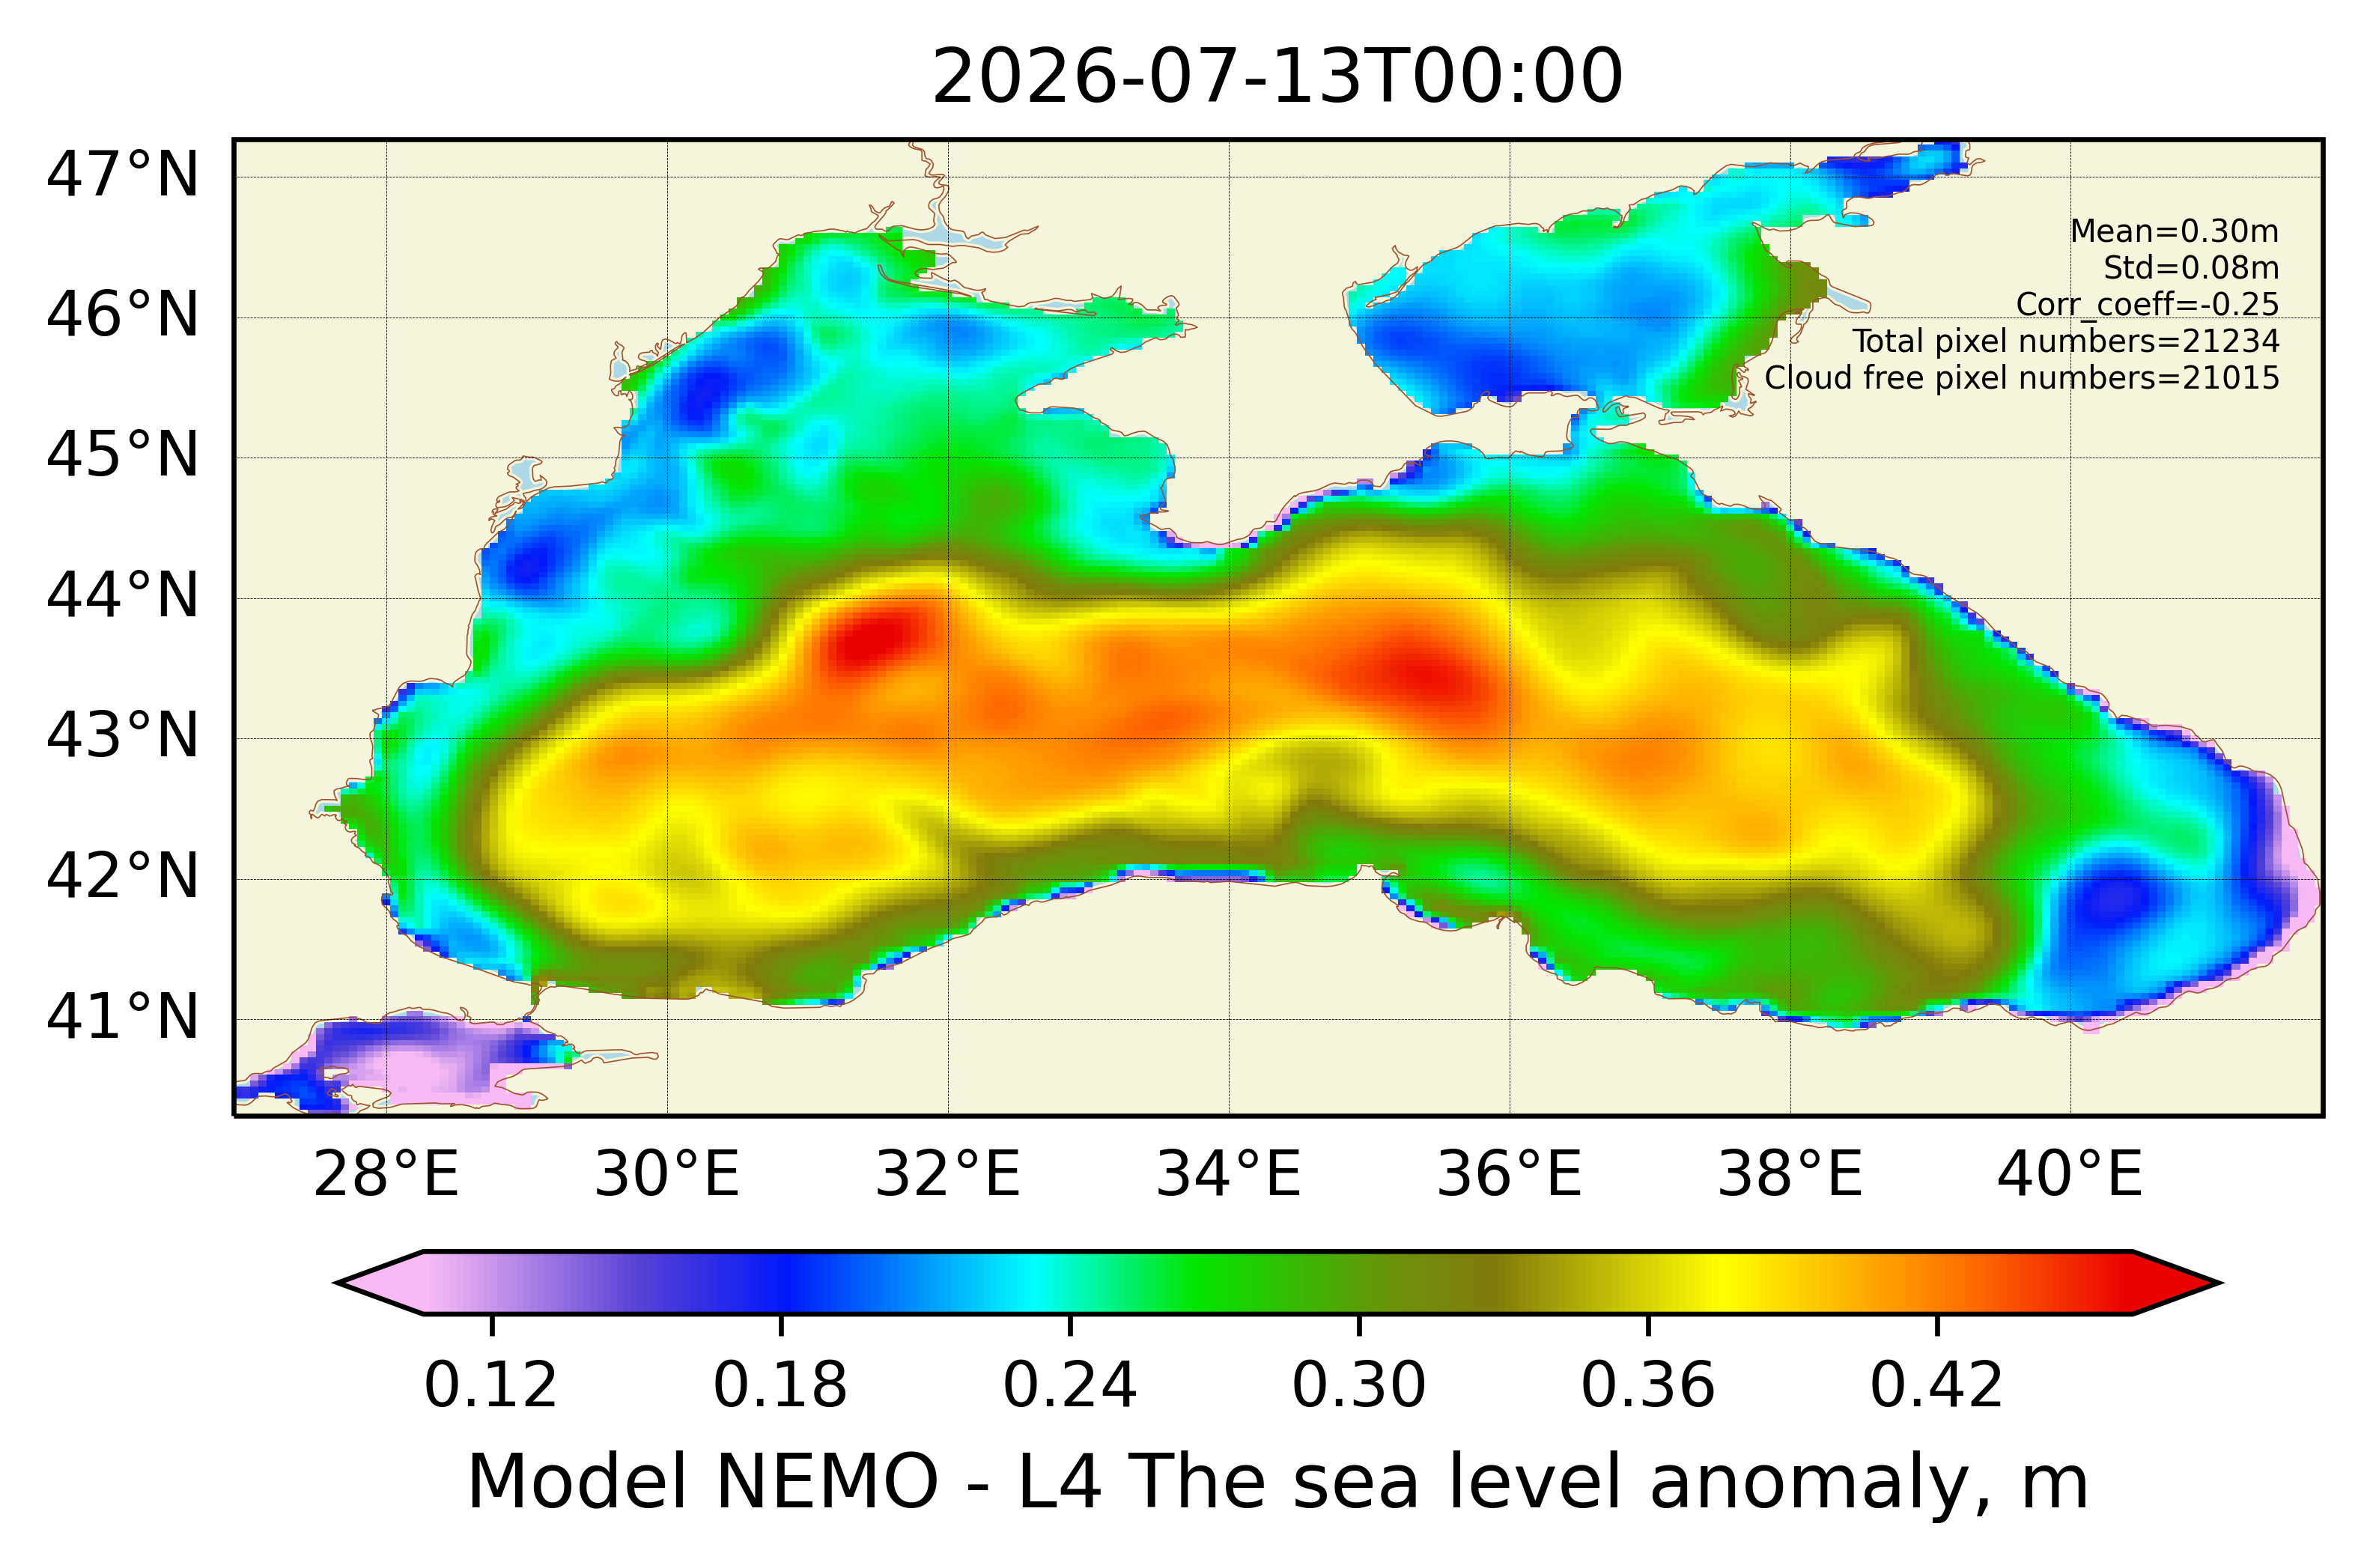 2026-07-13T00:00
47°N
46°N
45°N
44°N
43°N
42°N
41°N
Mean=0.30m
Std=0.08m
Corr_coeff=-0.25
Total pixel numbers=21234
Cloud free pixel numbers=21015
28°E 30°E 32°E 34°E 36°E 38°E 40°E
0.12 0.18 0.24 0.30 0.36 0.42
Model NEMO - L4 The sea level anomaly, m